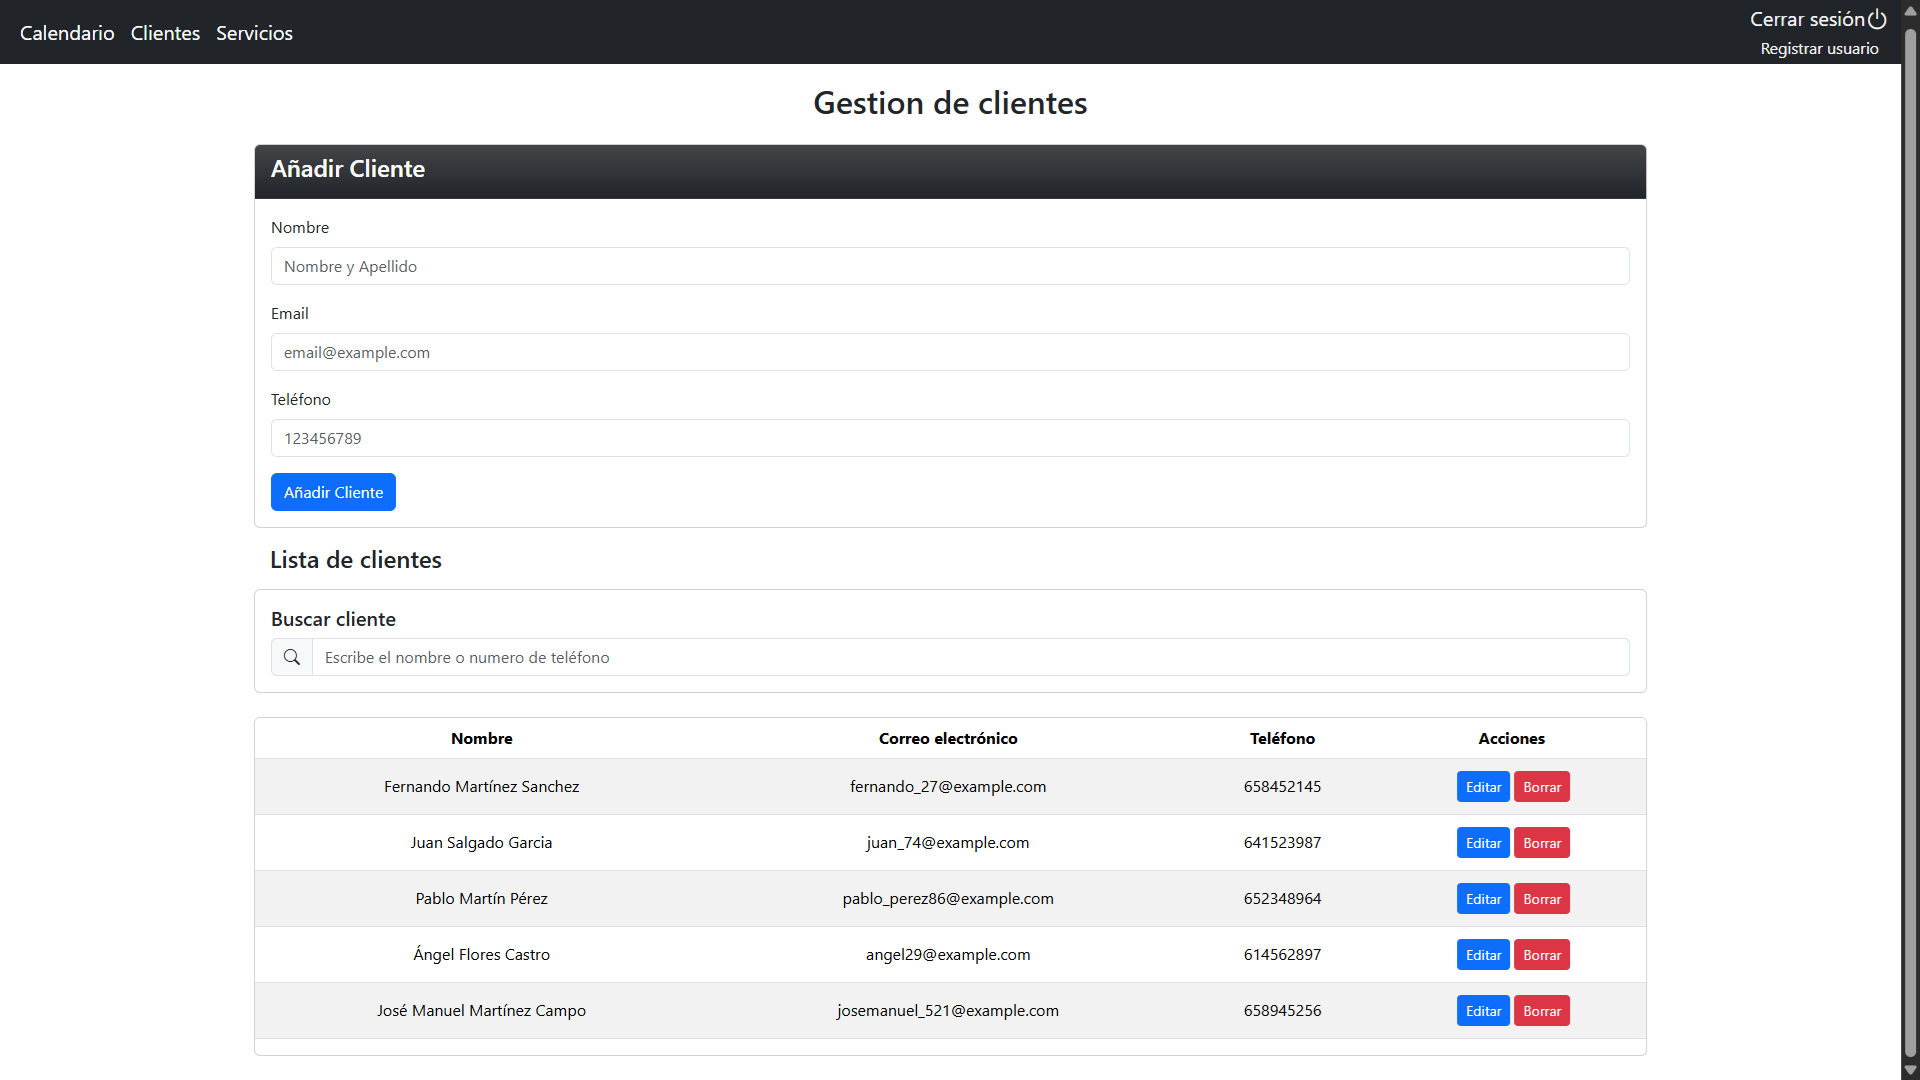 Calendario Clientes Servicios
Cerrar sesión
Registrar usuario
Gestion de clientes
Añadir Cliente
Nombre
Nombre y Apellido
Email
email@example.com
Teléfono
123456789
Añadir Cliente
Lista de clientes
Buscar cliente
Escribe el nombre o numero de teléfono
Nombre Correo electrónico Teléfono Acciones
Fernando Martínez Sanchez fernando_27@example.com 658452145 Editar Borrar
Juan Salgado Garcia juan_74@example.com 641523987 Editar Borrar
Pablo Martín Pérez pablo_perez86@example.com 652348964 Editar Borrar
Ángel Flores Castro angel29@example.com 614562897 Editar Borrar
José Manuel Martínez Campo josemanuel_521@example.com 658945256 Editar Borrar